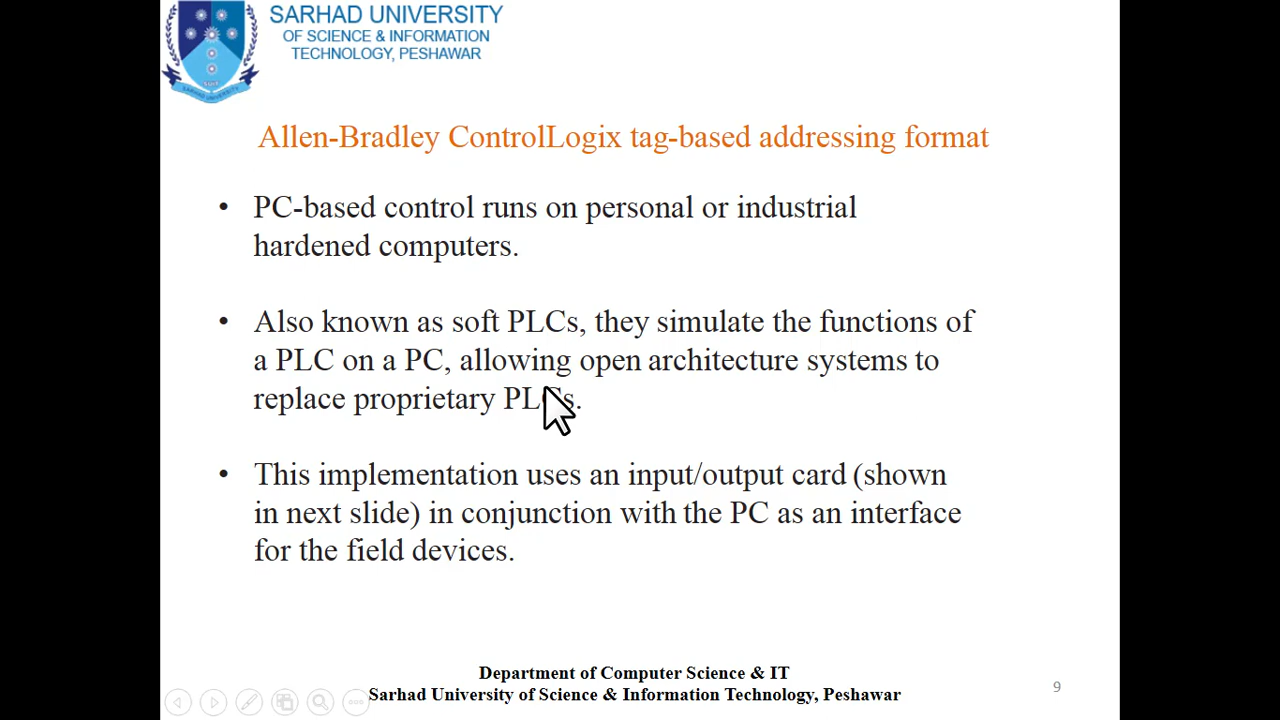 SARHAD UNIVERSITY
OF SCIENCE & INFORMATION
TECHNOLOGY, PESHAWAR
Allen-Bradley ControlLogix tag-based addressing format
• PC-based control runs on personal or industrial
hardened computers.
• Also known as soft PLCs, they simulate the functions of
a PLC on a PC, allowing open architecture systems to
replace proprietary PLCs.
• This implementation uses an input/output card (shown
in next slide) in conjunction with the PC as an interface
for the field devices.
Department of Computer Science & IT
Sarhad University of Science & Information Technology, Peshawar
9